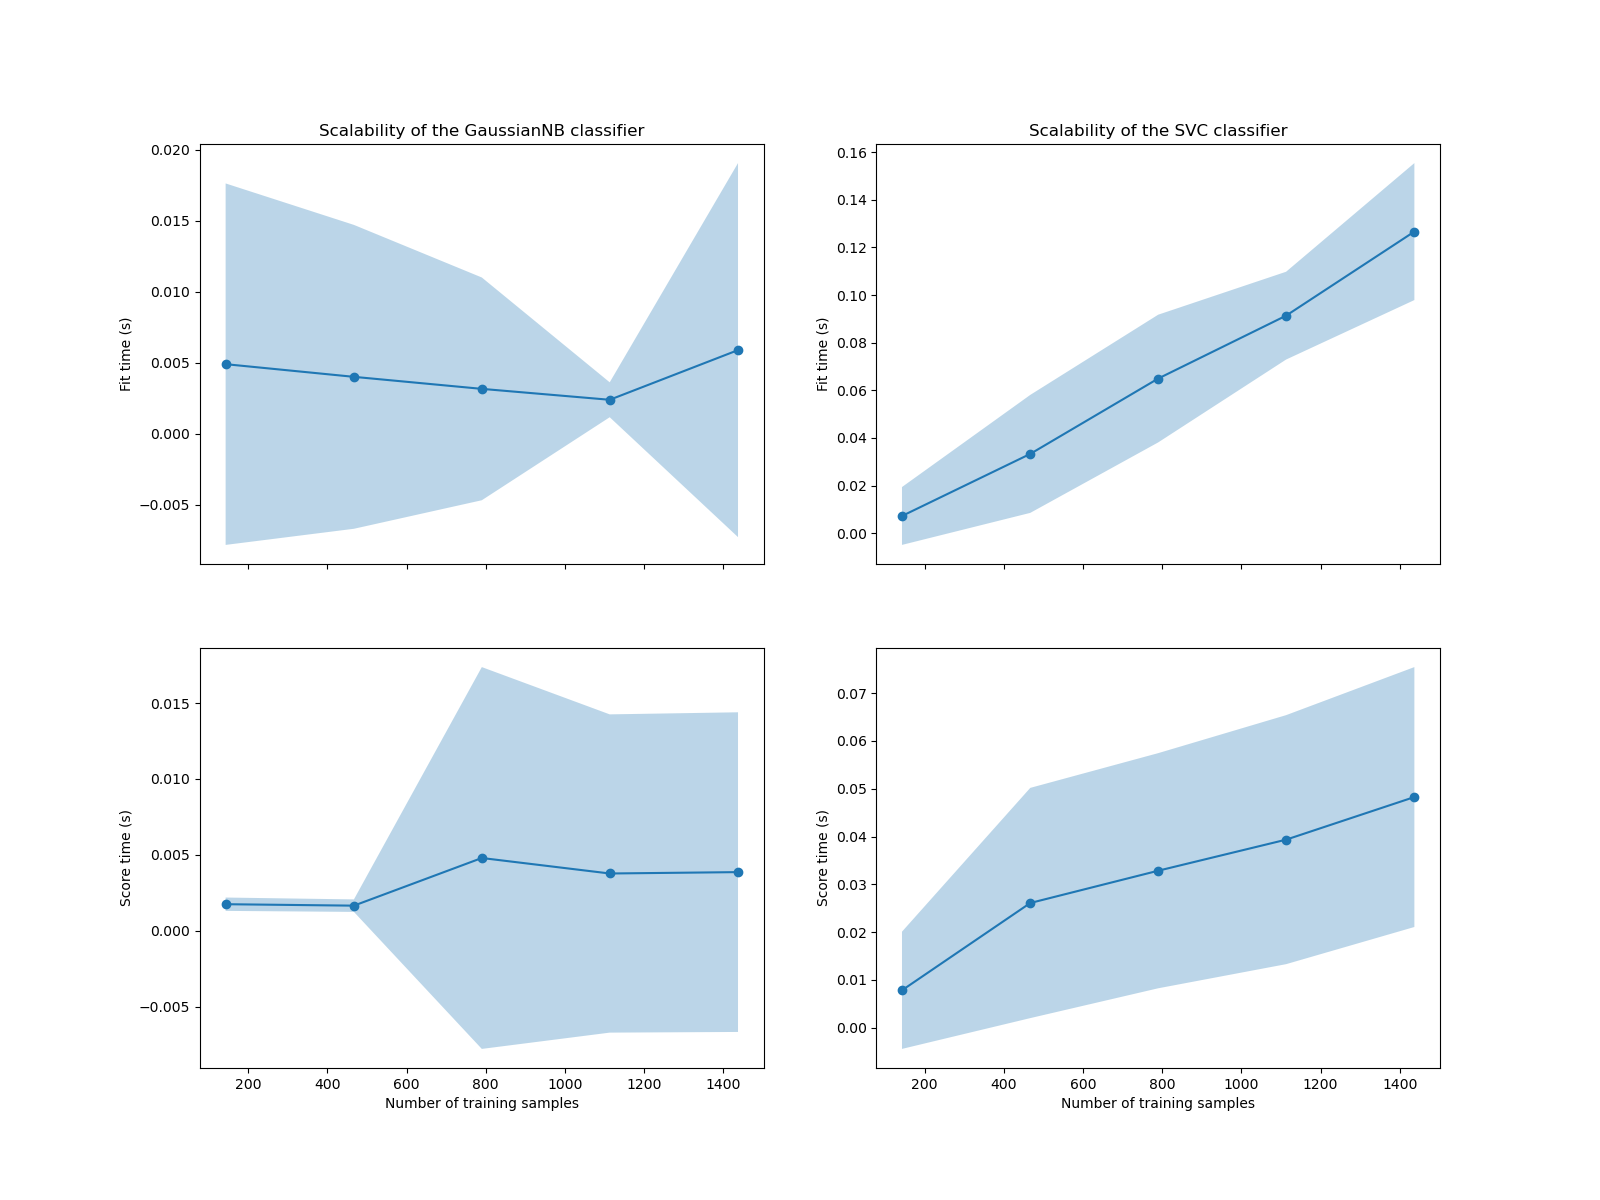 Scalability of the GaussianNB classifier
0.020
0.015
0.010
0.005
0.000
−0.005
Fit time (s)
Scalability of the SVC classifier
0.16
0.14
0.12
0.10
0.08
0.06
0.04
0.02
0.00
Fit time (s)
0.015
0.010
0.005
0.000
−0.005
Score time (s)
200 400 600 800 1000 1200 1400
Number of training samples
0.07
0.06
0.05
0.04
0.03
0.02
0.01
0.00
Score time (s)
200 400 600 800 1000 1200 1400
Number of training samples